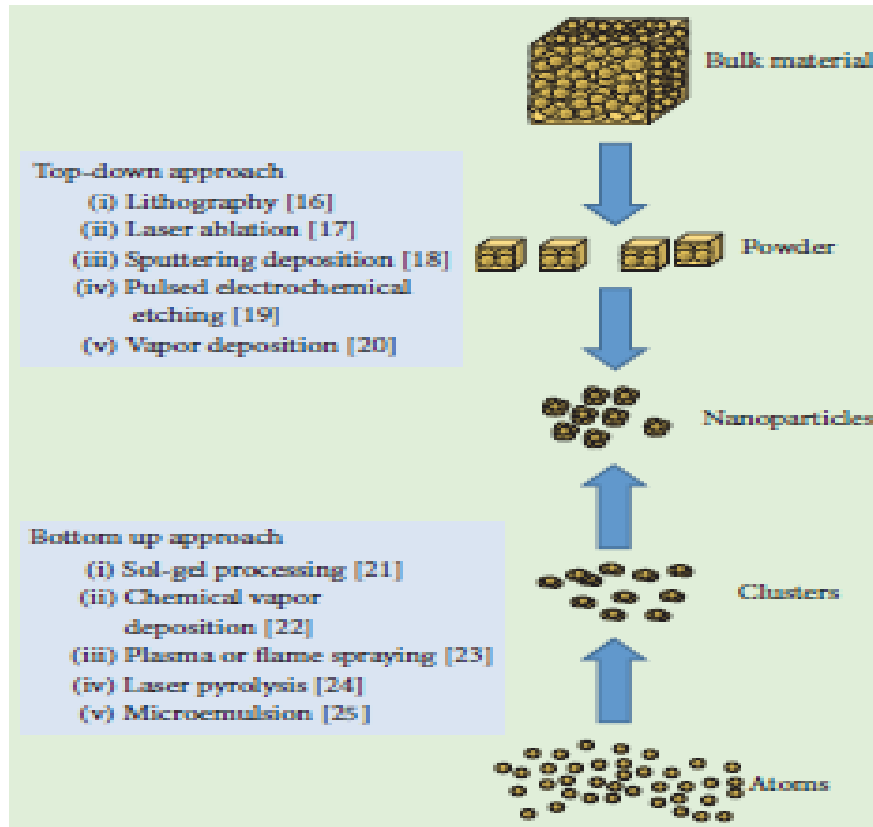 Bulk material
Top-down approach
(i) Lithography [16]
(ii) Laser ablation [17]
(iii) Sputtering deposition [18]
(iv) Pulsed electrochemical
etching [19]
(v) Vapor deposition [20]
Powder
Nanoparticles
Bottom up approach
(i) Sol-gel processing [21]
(ii) Chemical vapor
deposition [22]
(iii) Plasma or flame spraying [23]
(iv) Laser pyrolysis [24]
(v) Microemulsion [25]
Clusters
Atoms